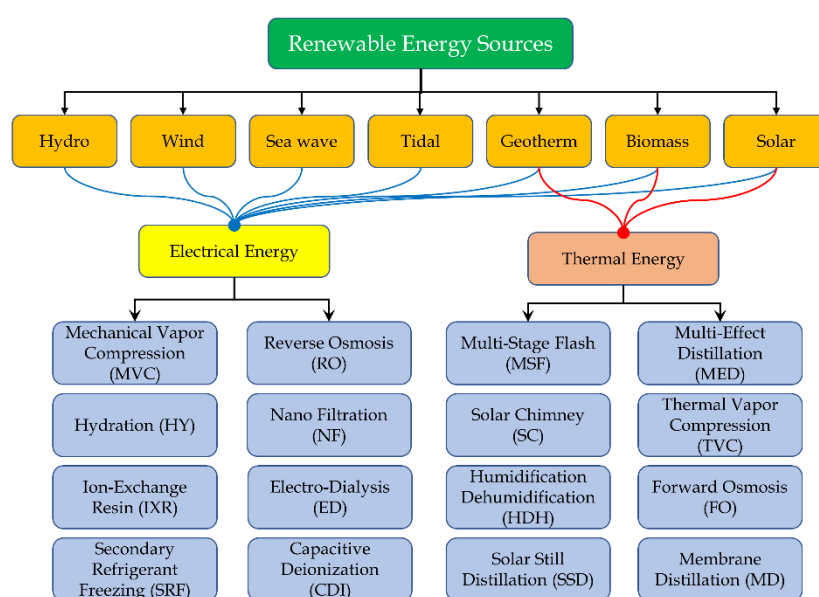 Renewable Energy Sources
Hydro
Wind
Sea wave
Tidal
Geotherm
Biomass
Solar
Electrical Energy
Thermal Energy
Mechanical Vapor
Compression
(MVC)
Reverse Osmosis
(RO)
Multi-Stage Flash
(MSF)
Multi-Effect
Distillation
(MED)
Hydration (HY)
Nano Filtration
(NF)
Solar Chimney
(SC)
Thermal Vapor
Compression
(TVC)
Ion-Exchange
Resin (IXR)
Electro-Dialysis
(ED)
Humidification
Dehumidification
(HDH)
Forward Osmosis
(FO)
Secondary
Refrigerant
Freezing (SRF)
Capacitive
Deionization
(CDI)
Solar Still
Distillation (SSD)
Membrane
Distillation (MD)